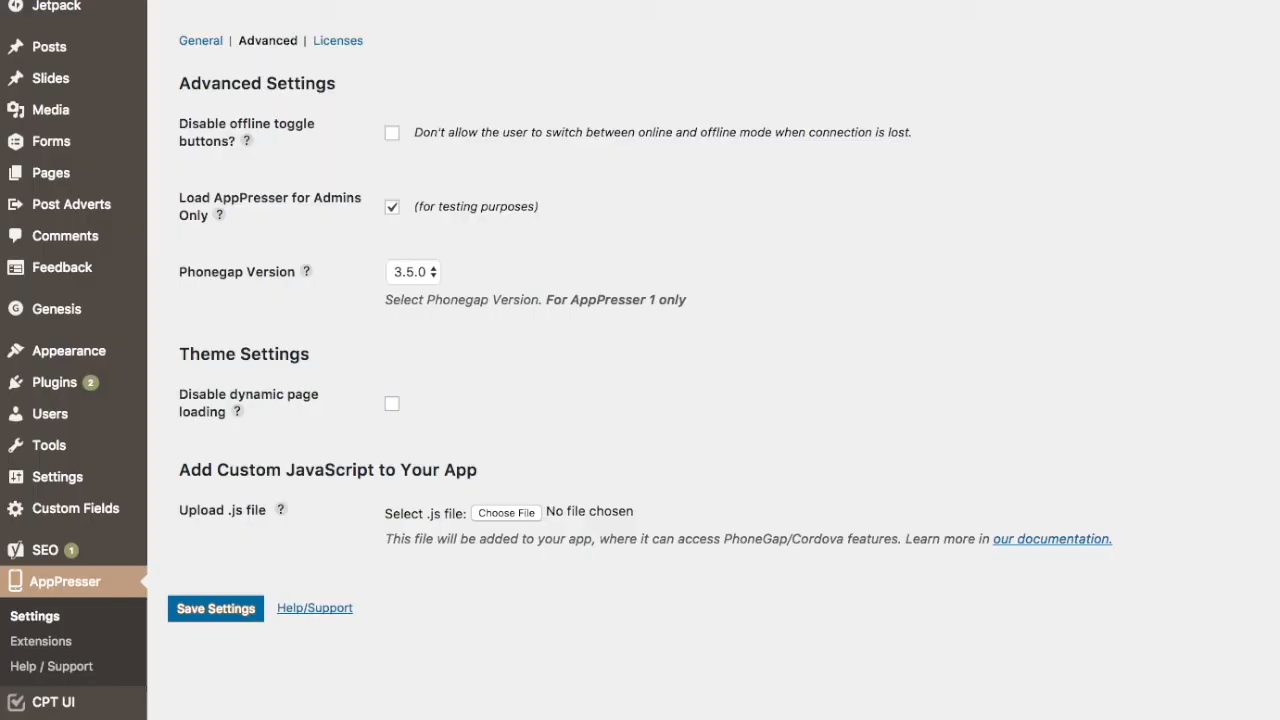 Jetpack
Posts
Slides
Media
Forms
Pages
Post Adverts
Comments
Feedback
Genesis
Appearance
Plugins 2
Users
Tools
Settings
Custom Fields
SEO 1
AppPresser
Settings
Extensions
Help / Support
CPT UI
General | Advanced | Licenses
Advanced Settings
Disable offline toggle
buttons? ?
Don't allow the user to switch between online and offline mode when connection is lost.
Load AppPresser for Admins
Only ?
(for testing purposes)
Phonegap Version ?
3.5.0
Select Phonegap Version. For AppPresser 1 only
Theme Settings
Disable dynamic page
loading ?
Add Custom JavaScript to Your App
Upload .js file ?
Select .js file: Choose File No file chosen
This file will be added to your app, where it can access PhoneGap/Cordova features. Learn more in our documentation.
Save Settings Help/Support